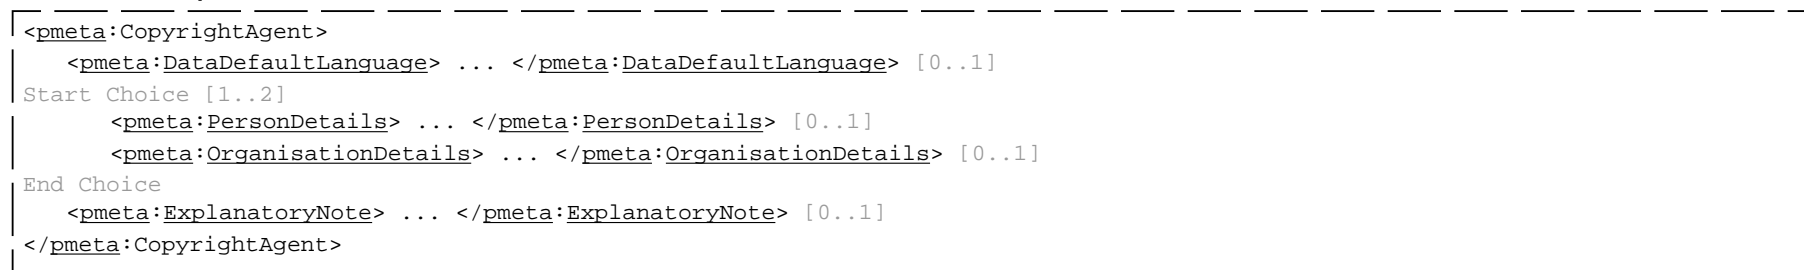 <pmeta:CopyrightAgent>
<pmeta:DataDefaultLanguage> ... </pmeta:DataDefaultLanguage> [0..1]
Start Choice [1..2]
<pmeta:PersonDetails> ... </pmeta:PersonDetails> [0..1]
<pmeta:OrganisationDetails> ... </pmeta:OrganisationDetails> [0..1]
End Choice
<pmeta:ExplanatoryNote> ... </pmeta:ExplanatoryNote> [0..1]
</pmeta:CopyrightAgent>